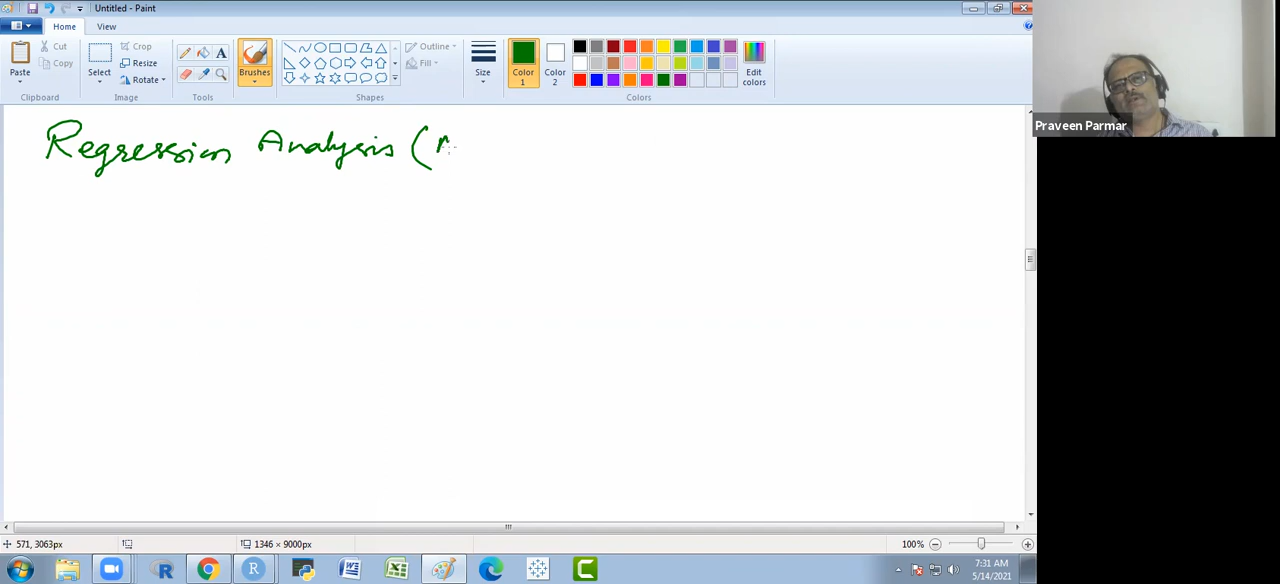 Untitled - Paint
Home View
Paste Cut Copy Select Crop Resize Rotate Brushes Outline Fill Size Color 1 Color 2 Edit colors
Clipboard Image Tools Shapes Colors
Praveen Parmar
Regression Analysis (
571, 3063px 1346 × 9000px 100%
7:31 AM
5/14/2021